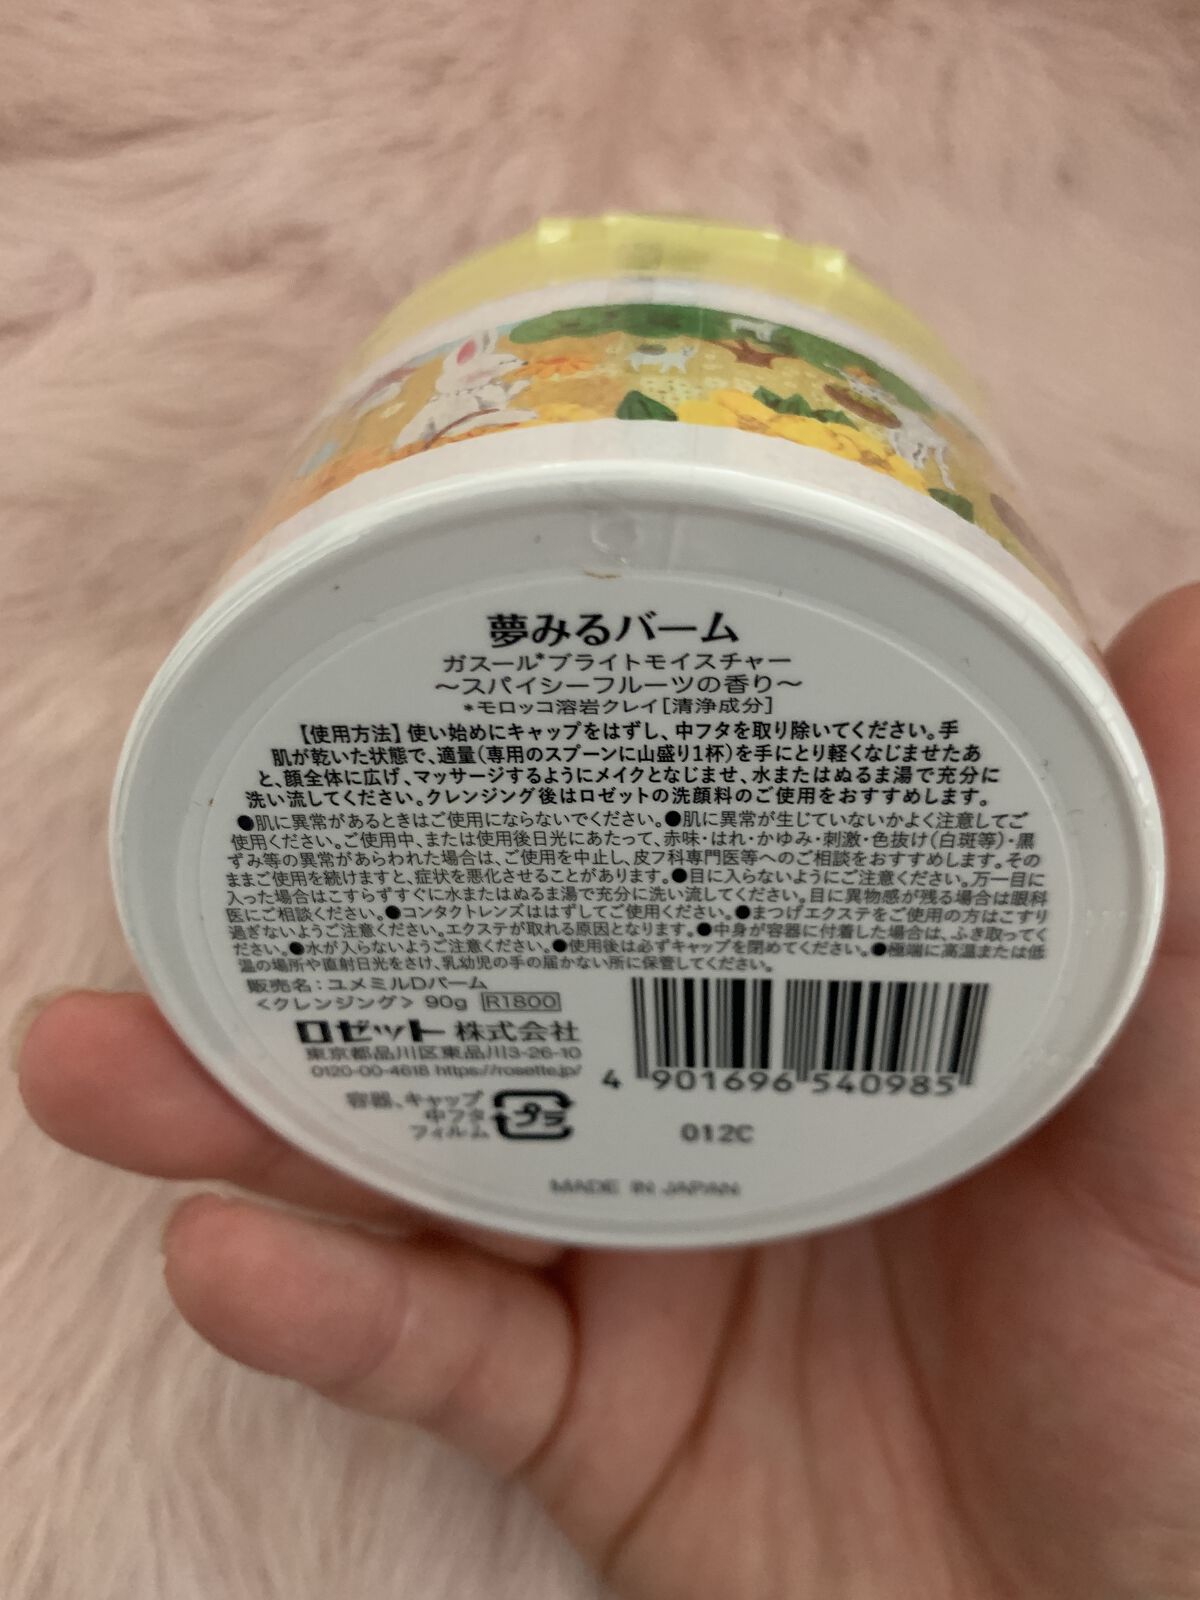 夢みるバーム
ガスール*ブライトモイスチャー
〜スパイシーフルーツの香り〜
*モロッコ溶岩クレイ[清浄成分]
【使用方法】使い始めにキャップをはずし、中フタを取り除いてください。手
肌が乾いた状態で、適量(専用のスプーンに山盛り1杯)を手にとり軽くなじませたあ
と、顔全体に広げ、マッサージするようにメイクとなじませ、水またはぬるま湯で充分に
洗い流してください。クレンジング後はロゼットの洗顔料のご使用をおすすめします。
●肌に異常があるときはご使用にならないでください。●肌に異常が生じていないかよく注意してご
使用ください。ご使用中、または使用後日光にあたって、赤味・はれ・かゆみ・刺激・色抜け(白斑等)・黒
ずみ等の異常があらわれた場合は、ご使用を中止し、皮フ科専門医等へのご相談をおすすめします。その
ままご使用を続けますと、症状を悪化させることがあります。●目に入らないようにご注意ください。万一目に
入った場合はこすらずすぐに水またはぬるま湯で充分に洗い流してください。目に異物感が残る場合は眼科
医にご相談ください。●コンタクトレンズははずしてご使用ください。●まつげエクステをご使用の方はこすり
過ぎないようご注意ください。エクステが取れる原因となります。●中身が容器に付着した場合は、ふき取ってく
ださい。●水が入らないようご注意ください。●使用後は必ずキャップを閉めてください。●極端に高温または低
温の場所や直射日光をさけ、乳幼児の手の届かない所に保管してください。
販売名:ユメミルDバーム
<クレンジング> 90g R1800
ロゼット 株式会社
東京都品川区東品川3-26-10
0120-00-4618 https://rosette.jp/
容器、キャップ
中フタ
フィルム
プラ
4 901696 540985
012C
MADE IN JAPAN